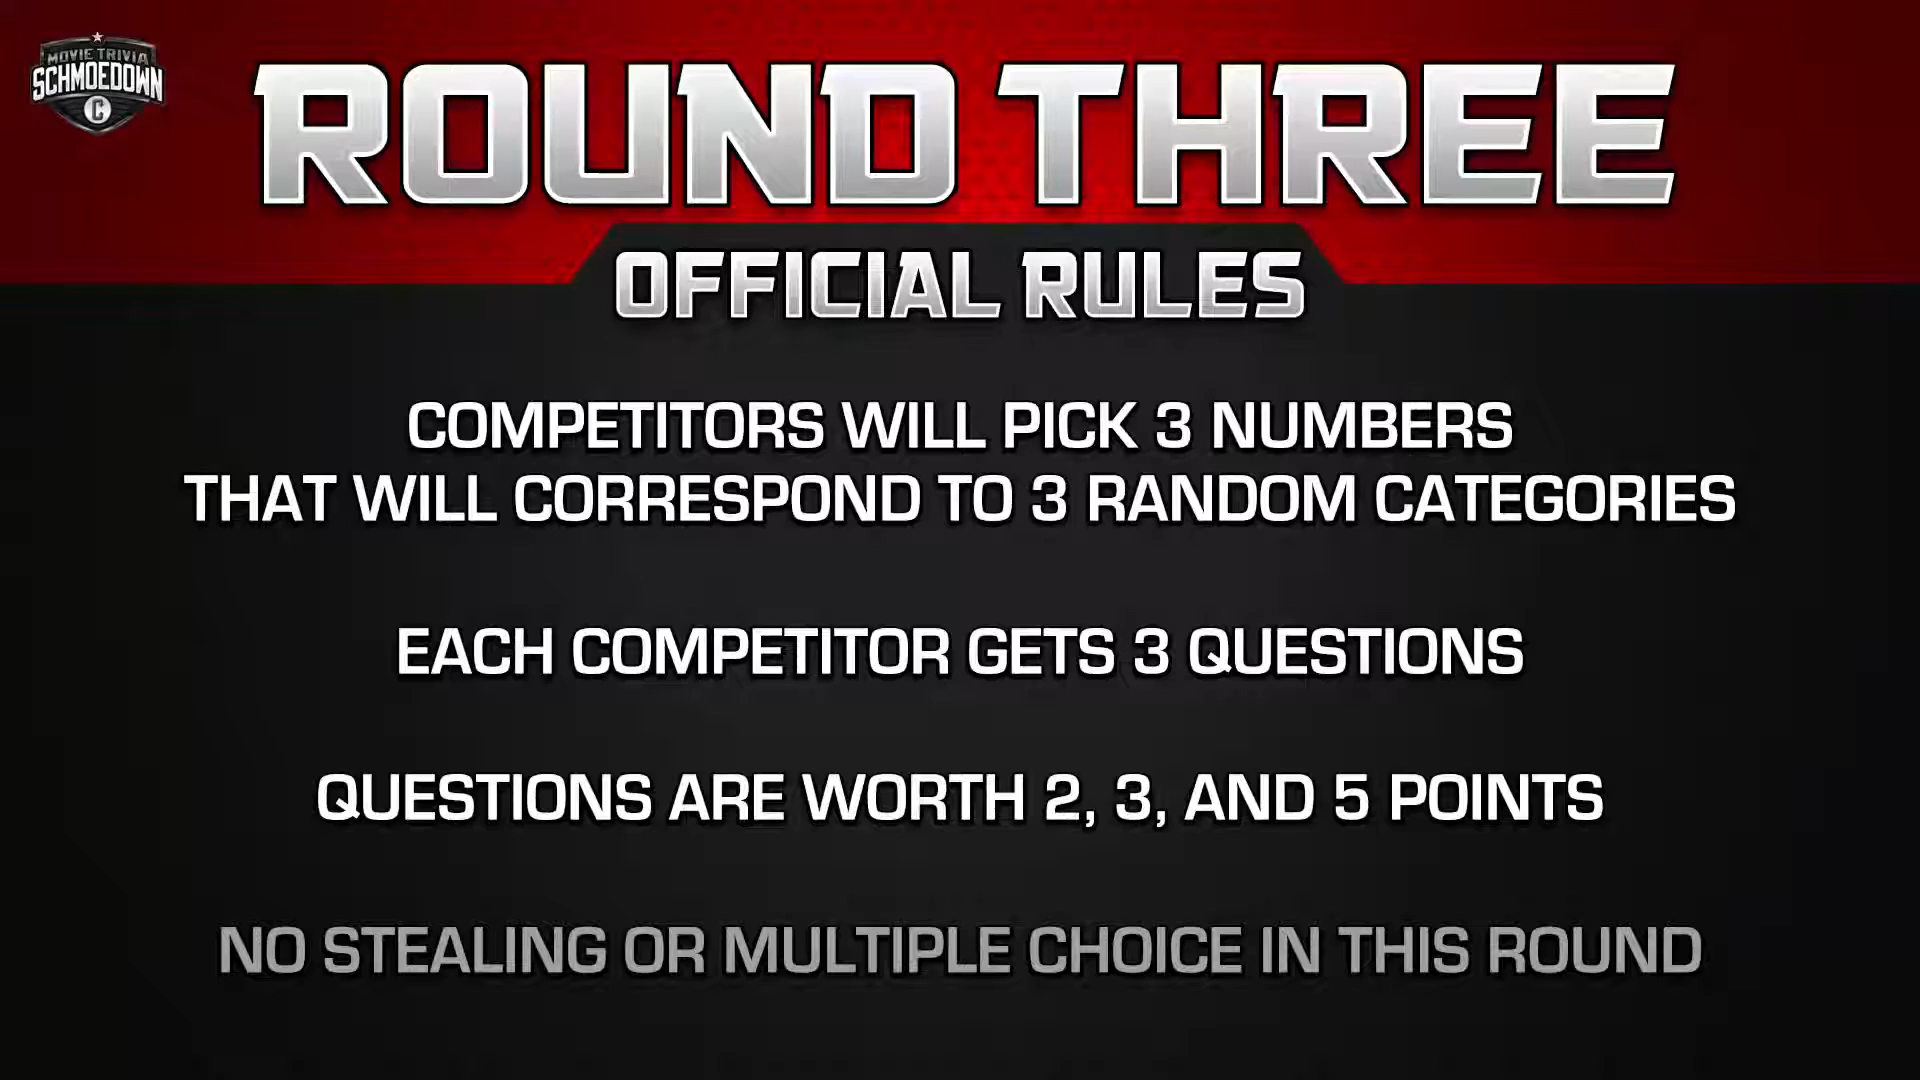 MOVIE TRIVIA
SCHMOEDOWN
C
ROUND THREE
OFFICIAL RULES
COMPETITORS WILL PICK 3 NUMBERS
THAT WILL CORRESPOND TO 3 RANDOM CATEGORIES
EACH COMPETITOR GETS 3 QUESTIONS
QUESTIONS ARE WORTH 2, 3, AND 5 POINTS
NO STEALING OR MULTIPLE CHOICE IN THIS ROUND